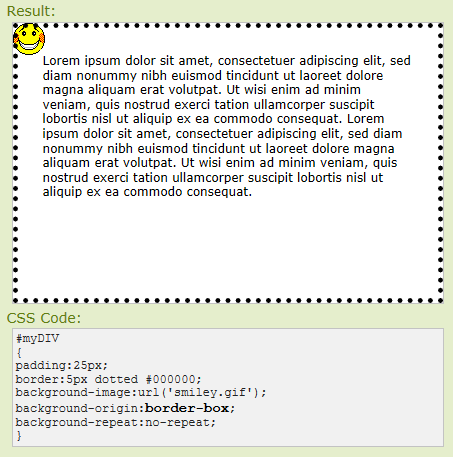 Result:
Lorem ipsum dolor sit amet, consectetuer adipiscing elit, sed
diam nonummy nibh euismod tincidunt ut laoreet dolore
magna aliquam erat volutpat. Ut wisi enim ad minim
veniam, quis nostrud exerci tation ullamcorper suscipit
lobortis nisl ut aliquip ex ea commodo consequat. Lorem
ipsum dolor sit amet, consectetuer adipiscing elit, sed diam
nonummy nibh euismod tincidunt ut laoreet dolore magna
aliquam erat volutpat. Ut wisi enim ad minim veniam, quis
nostrud exerci tation ullamcorper suscipit lobortis nisl ut
aliquip ex ea commodo consequat.
CSS Code:
#myDIV
{
padding:25px;
border:5px dotted #000000;
background-image:url('smiley.gif');
background-origin:border-box;
background-repeat:no-repeat;
}